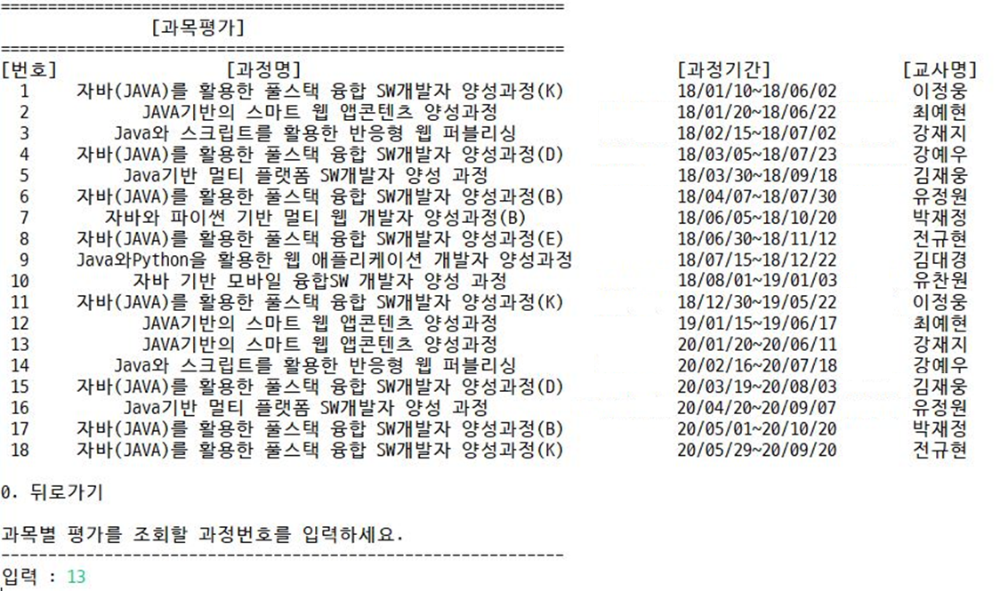 ============================================================
[과목평가]
============================================================
[번호] [과정명] [과정기간] [교사명]
1 자바(JAVA)를 활용한 풀스택 융합 SW개발자 양성과정(K) 18/01/10~18/06/02 이정웅
2 JAVA기반의 스마트 웹 앱콘텐츠 양성과정 18/01/20~18/06/22 최예현
3 Java와 스크립트를 활용한 반응형 웹 퍼블리싱 18/02/15~18/07/02 강재지
4 자바(JAVA)를 활용한 풀스택 융합 SW개발자 양성과정(D) 18/03/05~18/07/23 강예우
5 Java기반 멀티 플랫폼 SW개발자 양성 과정 18/03/30~18/09/18 김재웅
6 자바(JAVA)를 활용한 풀스택 융합 SW개발자 양성과정(B) 18/04/07~18/07/30 유정원
7 자바와 파이썬 기반 멀티 웹 개발자 양성과정(B) 18/06/05~18/10/20 박재정
8 자바(JAVA)를 활용한 풀스택 융합 SW개발자 양성과정(E) 18/06/30~18/11/12 전규현
9 Java와Python을 활용한 웹 애플리케이션 개발자 양성과정 18/07/15~18/12/22 김대경
10 자바 기반 모바일 융합SW 개발자 양성 과정 18/08/01~19/01/03 유찬원
11 자바(JAVA)를 활용한 풀스택 융합 SW개발자 양성과정(K) 18/12/30~19/05/22 이정웅
12 JAVA기반의 스마트 웹 앱콘텐츠 양성과정 19/01/15~19/06/17 최예현
13 JAVA기반의 스마트 웹 앱콘텐츠 양성과정 20/01/20~20/06/11 강재지
14 Java와 스크립트를 활용한 반응형 웹 퍼블리싱 20/02/16~20/07/18 강예우
15 자바(JAVA)를 활용한 풀스택 융합 SW개발자 양성과정(D) 20/03/19~20/08/03 김재웅
16 Java기반 멀티 플랫폼 SW개발자 양성 과정 20/04/20~20/09/07 유정원
17 자바(JAVA)를 활용한 풀스택 융합 SW개발자 양성과정(B) 20/05/01~20/10/20 박재정
18 자바(JAVA)를 활용한 풀스택 융합 SW개발자 양성과정(K) 20/05/29~20/09/20 전규현
0. 뒤로가기
과목별 평가를 조회할 과정번호를 입력하세요.
------------------------------------------------------------
입력 : 13